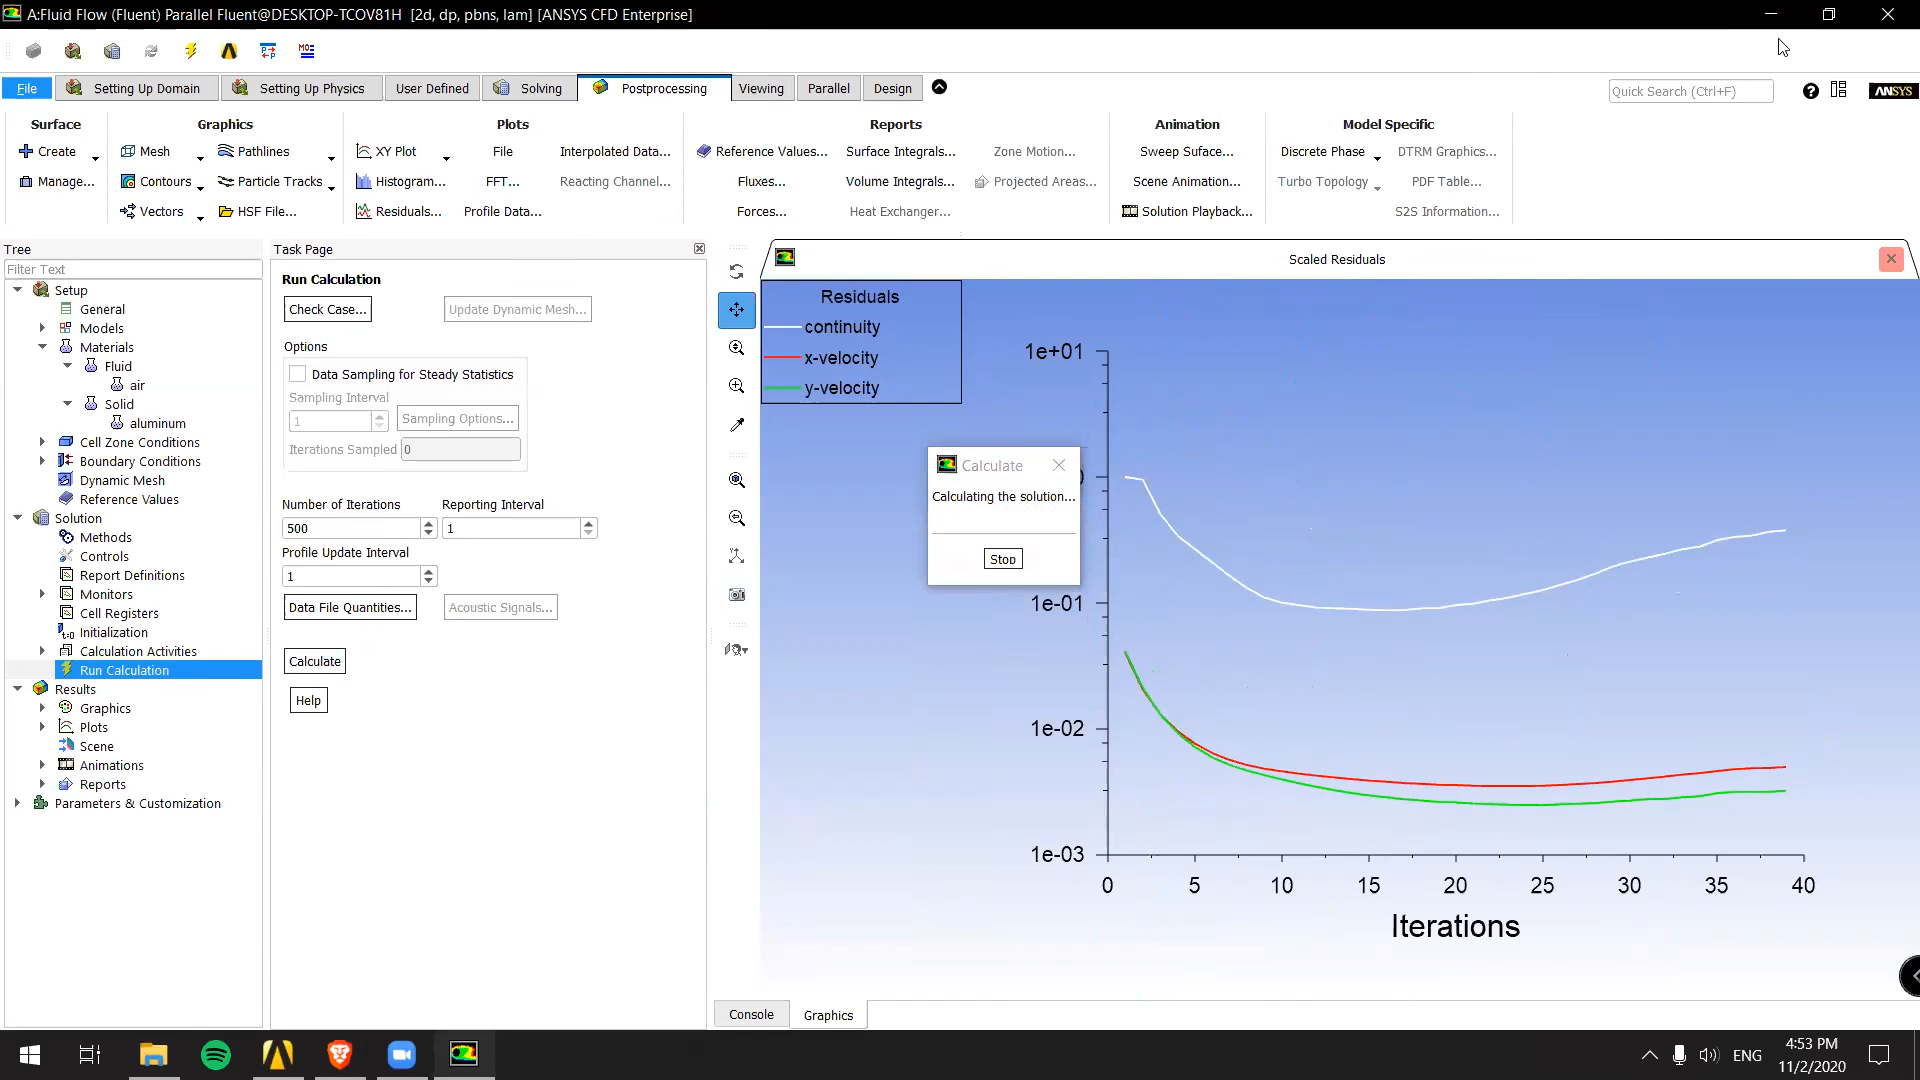 A:Fluid Flow (Fluent) Parallel Fluent@DESKTOP-TCOV81H [2d, dp, pbns, lam] [ANSYS CFD Enterprise]
File
Setting Up Domain
Setting Up Physics
User Defined
Solving
Postprocessing
Viewing
Parallel
Design
Quick Search (Ctrl+F)
ANSYS
Surface
Create
Manage...
Graphics
Mesh
Contours
Vectors
Pathlines
Particle Tracks
HSF File...
Plots
XY Plot
Histogram...
Residuals...
File
FFT...
Profile Data...
Interpolated Data...
Reacting Channel...
Reports
Reference Values...
Fluxes...
Forces...
Surface Integrals...
Volume Integrals...
Heat Exchanger...
Zone Motion...
Projected Areas...
Animation
Sweep Suface...
Scene Animation...
Solution Playback...
Model Specific
Discrete Phase
Turbo Topology
DTRM Graphics...
PDF Table...
S2S Information...
Tree
Filter Text
Setup
General
Models
Materials
Fluid
air
Solid
aluminum
Cell Zone Conditions
Boundary Conditions
Dynamic Mesh
Reference Values
Solution
Methods
Controls
Report Definitions
Monitors
Cell Registers
Initialization
Calculation Activities
Run Calculation
Results
Graphics
Plots
Scene
Animations
Reports
Parameters & Customization
Task Page
Run Calculation
Check Case...
Update Dynamic Mesh...
Options
Data Sampling for Steady Statistics
Sampling Interval
1
Sampling Options...
Iterations Sampled 0
Number of Iterations
500
Reporting Interval
1
Profile Update Interval
1
Data File Quantities...
Acoustic Signals...
Calculate
Help
Scaled Residuals
Residuals
continuity
x-velocity
y-velocity
Calculate
Calculating the solution...
Stop
1e+01
1e-01
1e-02
1e-03
0 5 10 15 20 25 30 35 40
Iterations
Console
Graphics
ENG
4:53 PM
11/2/2020